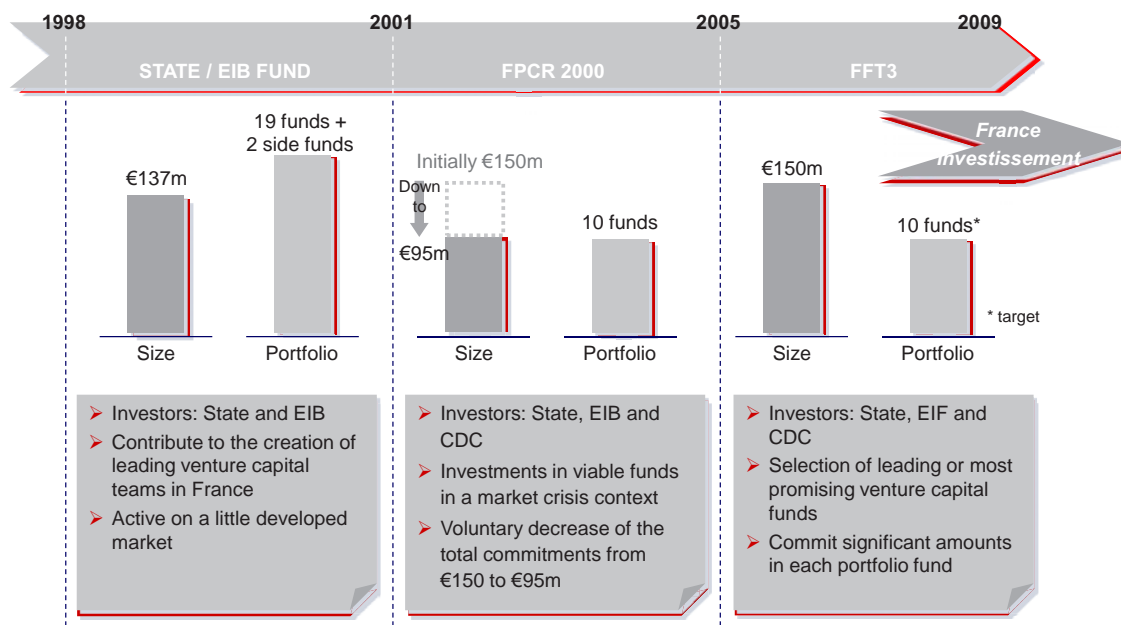 1998
2001
2005
2009
STATE / EIB FUND
FPCR 2000
FFT3
France
Investissement
19 funds +
2 side funds
€137m
Size
Portfolio
Initially €150m
Down
to
€95m
10 funds
Size
Portfolio
€150m
10 funds*
* target
Size
Portfolio
Investors: State and EIB
Contribute to the creation of
leading venture capital
teams in France
Active on a little developed
market
Investors: State, EIB and
CDC
Investments in viable funds
in a market crisis context
Voluntary decrease of the
total commitments from
€150 to €95m
Investors: State, EIF and
CDC
Selection of leading or most
promising venture capital
funds
Commit significant amounts
in each portfolio fund